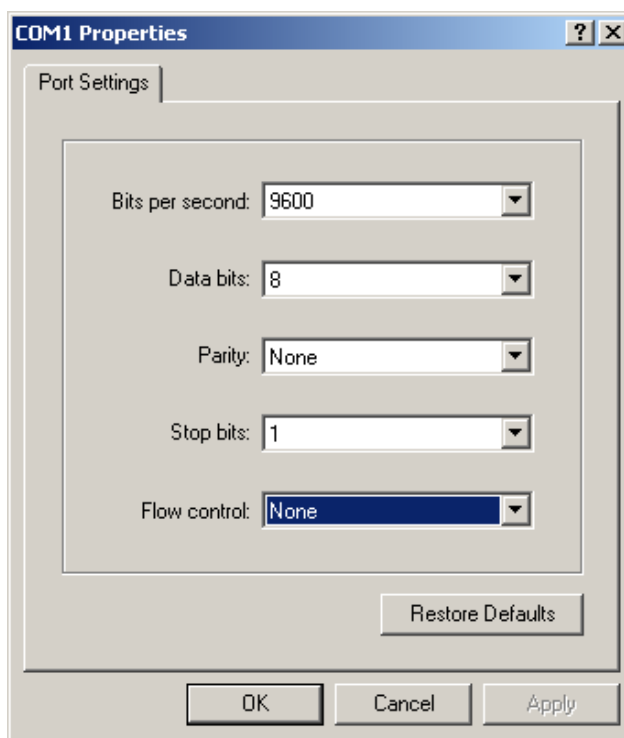 COM1 Properties
Port Settings
Bits per second: 9600
Data bits: 8
Parity: None
Stop bits: 1
Flow control: None
Restore Defaults
OK Cancel Apply